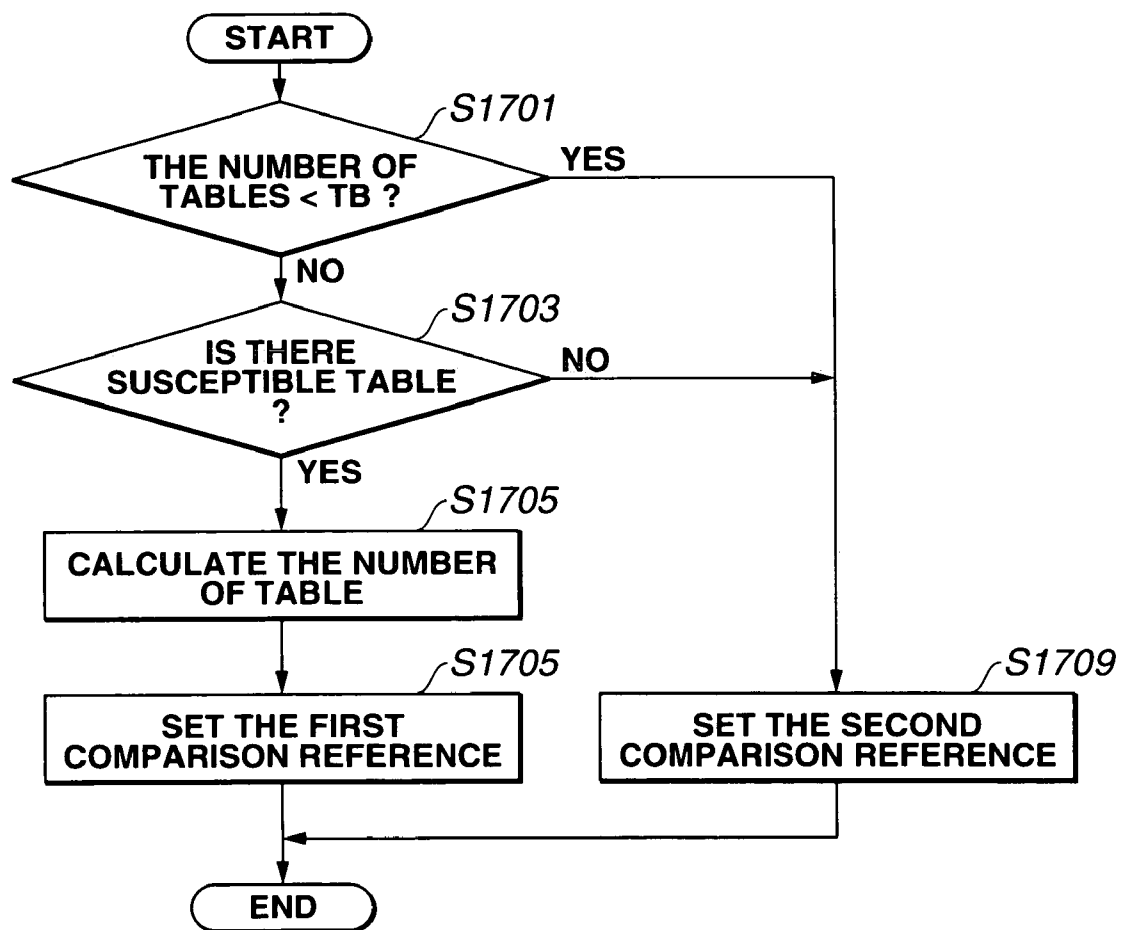 START
S1701
THE NUMBER OF
TABLES < TB ?
YES
NO
S1703
IS THERE
SUSCEPTIBLE TABLE
?
NO
YES
S1705
CALCULATE THE NUMBER
OF TABLE
S1705
SET THE FIRST
COMPARISON REFERENCE
S1709
SET THE SECOND
COMPARISON REFERENCE
END